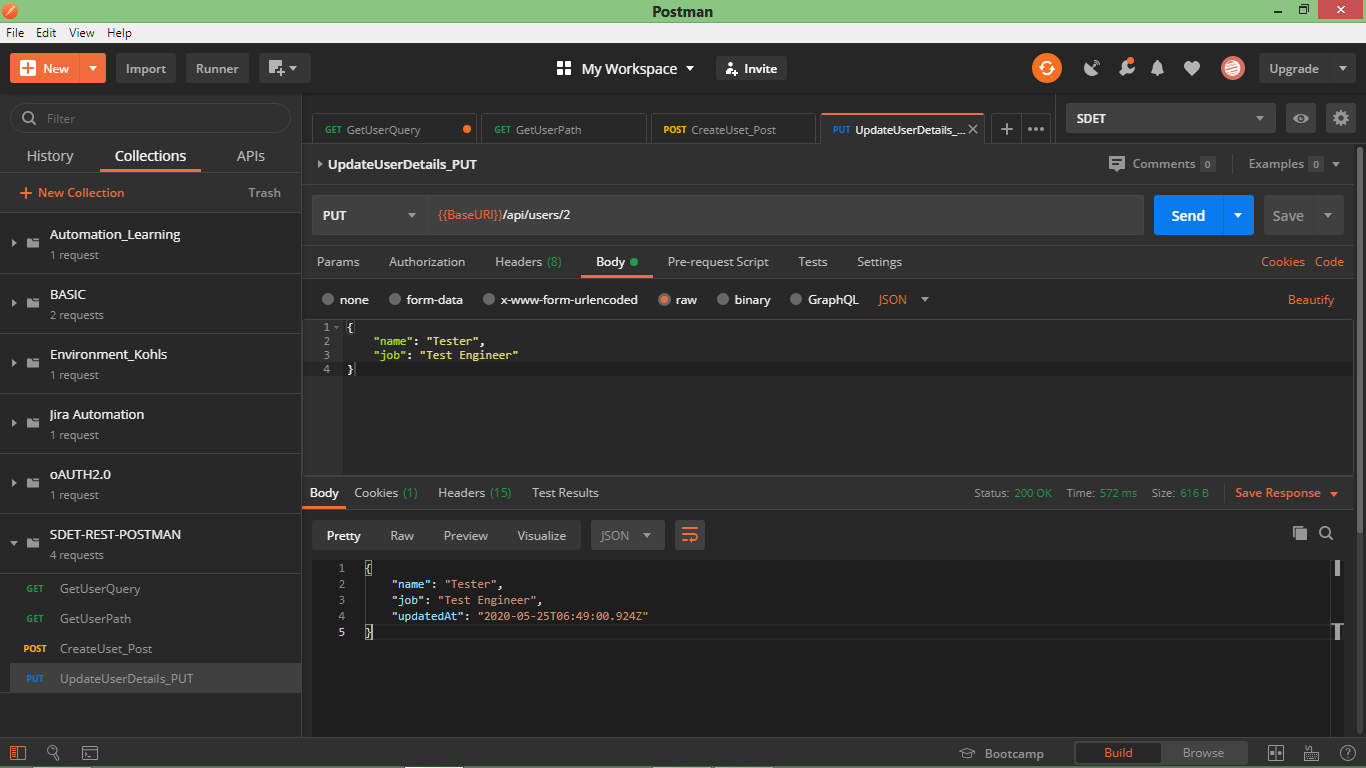 Postman
File Edit View Help
New Import Runner My Workspace Invite Upgrade
Filter
History Collections APIs
New Collection Trash
Automation_Learning
1 request
BASIC
2 requests
Environment_Kohls
1 request
Jira Automation
1 request
oAUTH2.0
1 request
SDET-REST-POSTMAN
4 requests
GET GetUserQuery
GET GetUserPath
POST CreateUset_Post
PUT UpdateUserDetails_PUT
GET GetUserQuery GET GetUserPath POST CreateUset_Post PUT UpdateUserDetails_... SDET
UpdateUserDetails_PUT Comments 0 Examples 0
PUT {{BaseURI}}/api/users/2 Send Save
Params Authorization Headers (8) Body Pre-request Script Tests Settings Cookies Code
none form-data x-www-form-urlencoded raw binary GraphQL JSON Beautify
1 {
2 "name": "Tester",
3 "job": "Test Engineer"
4 }
Body Cookies (1) Headers (15) Test Results Status: 200 OK Time: 572 ms Size: 616 B Save Response
Pretty Raw Preview Visualize JSON
1 {
2 "name": "Tester",
3 "job": "Test Engineer",
4 "updatedAt": "2020-05-25T06:49:00.924Z"
5 }
Bootcamp Build Browse